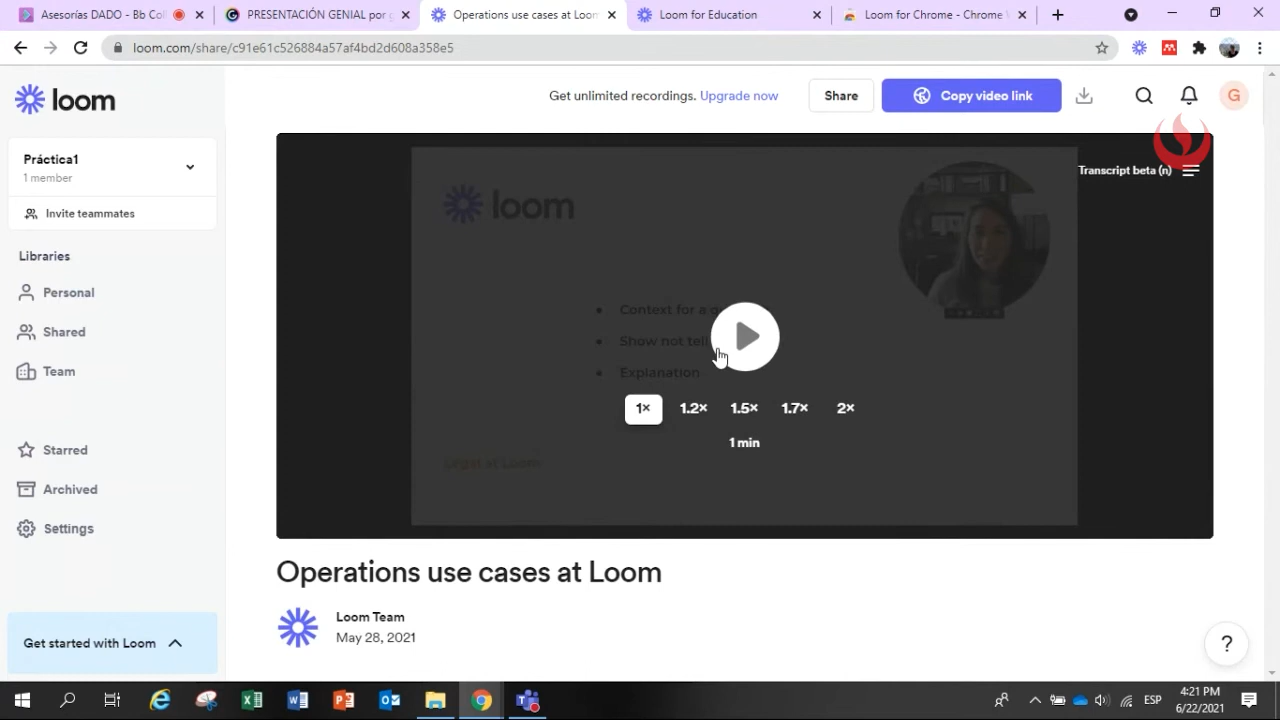 Asesorías DADO - Bb Coll
PRESENTACIÓN GENIAL por g
Operations use cases at Loom
Loom for Education
Loom for Chrome - Chrome W
loom.com/share/c91e61c526884a57af4bd2d608a358e5
loom
Get unlimited recordings. Upgrade now
Share
Copy video link
G
Práctica1
1 member
Invite teammates
Libraries
Personal
Shared
Team
Starred
Archived
Settings
Get started with Loom
Transcript beta (n)
loom
Context for a
Show not tell
Explanation
1×
1.2×
1.5×
1.7×
2×
1 min
at Loom
Operations use cases at Loom
Loom Team
May 28, 2021
?
ESP
4:21 PM
6/22/2021